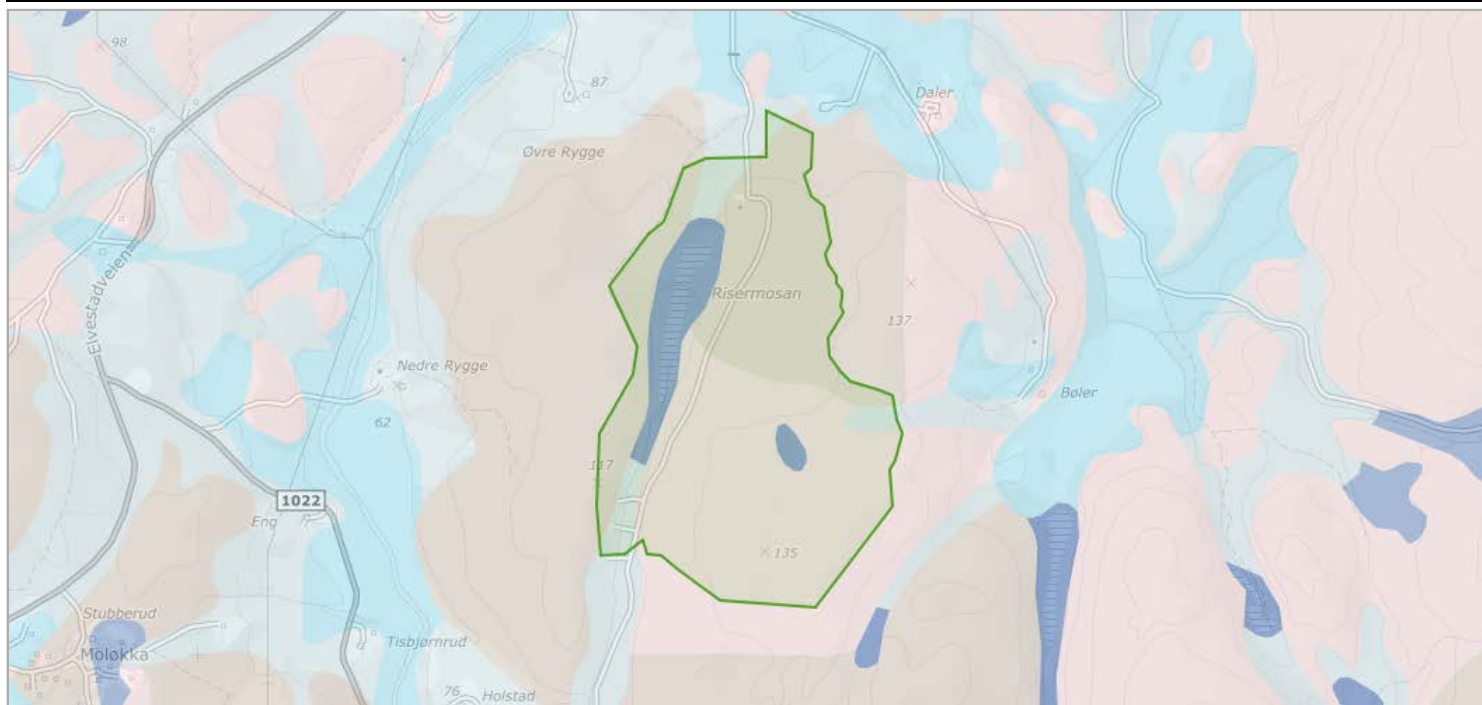 98
87
Daler
Øvre Rygge
Elvestadveien
Risermosan
137
Nedre Rygge
Bøler
62
117
1022
Eng
135
Stubberud
Tisbjørnrud
Moløkka
76
Holstad